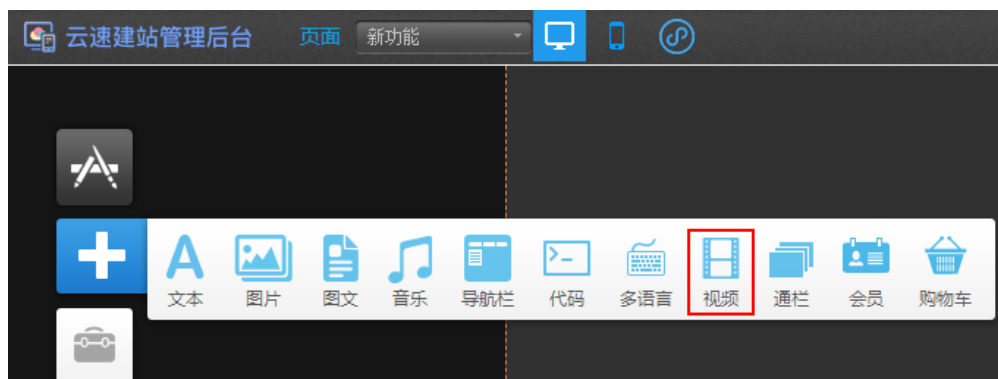 云速建站管理后台 页面 新功能
文本 图片 图文 音乐 导航栏 代码 多语言 视频 通栏 会员 购物车